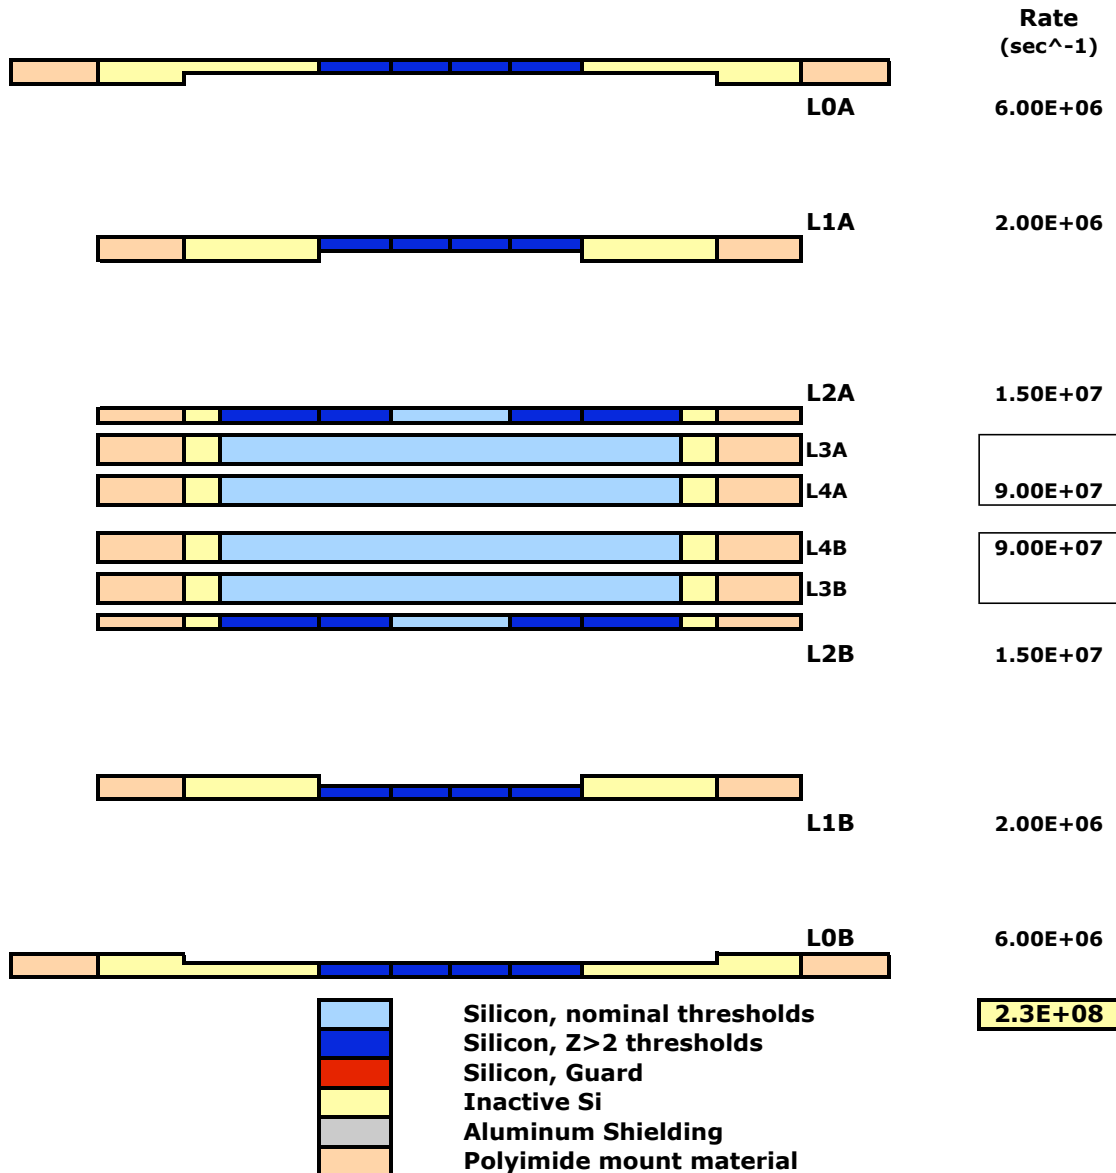 Rate
(sec^-1)
L0A 6.00E+06
L1A 2.00E+06
L2A 1.50E+07
L3A
L4A 9.00E+07
L4B 9.00E+07
L3B
L2B 1.50E+07
L1B 2.00E+06
L0B 6.00E+06
Silicon, nominal thresholds 2.3E+08
Silicon, Z>2 thresholds
Silicon, Guard
Inactive Si
Aluminum Shielding
Polyimide mount material